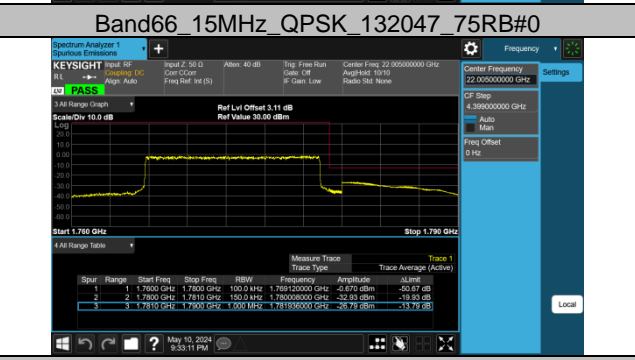 Band66_15MHz_QPSK_132047_75RB#0
Spectrum Analyzer 1
Spurious Emissions
Frequency
KEYSIGHT Input: RF
R L
Coupling: DC
Align: Auto
Input Z: 50 Ω
Corr CCorr
Freq Ref: Int (S)
Atten: 40 dB
Trig: Free Run
Gate: Off
IF Gain: Low
Center Freq: 22.005000000 GHz
Avg|Hold: 10/10
Radio Std: None
LXI PASS
Center Frequency
22.005000000 GHz
Settings
CF Step
4.399000000 GHz
Auto
Man
Freq Offset
0 Hz
3 All Range Graph
Scale/Div 10.0 dB
Ref Lvl Offset 3.11 dB
Ref Value 30.00 dBm
Log
20.0
10.0
0.00
-10.0
-20.0
-30.0
-40.0
-50.0
-60.0
Start 1.760 GHz
Stop 1.790 GHz
4 All Range Table
Measure Trace Trace 1
Trace Type Trace Average (Active)
Spur Range Start Freq Stop Freq RBW Frequency Amplitude ΔLimit
1 1 1.7600 GHz 1.7800 GHz 100.0 kHz 1.769120000 GHz -0.670 dBm -50.67 dB
2 2 1.7800 GHz 1.7810 GHz 150.0 kHz 1.780008000 GHz -32.93 dBm -19.93 dB
3 3 1.7810 GHz 1.7900 GHz 1.000 MHz 1.781936000 GHz -26.79 dBm -13.79 dB
Local
May 10, 2024
9:33:11 PM